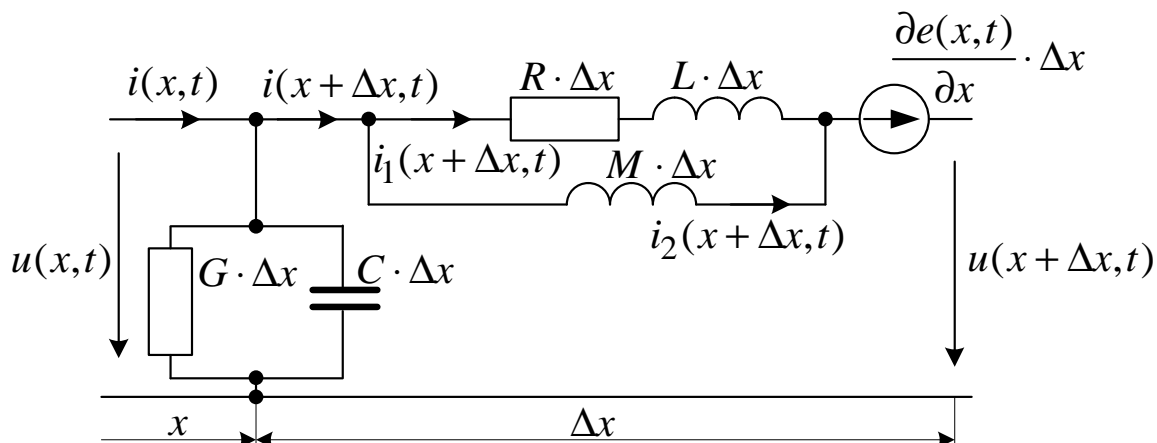 i(x,t)
i(x + Δx,t)
R · Δx
L · Δx
∂e(x,t)/∂x · Δx
i₁(x + Δx,t)
M · Δx
i₂(x + Δx,t)
u(x,t)
G · Δx
C · Δx
u(x + Δx,t)
x
Δx